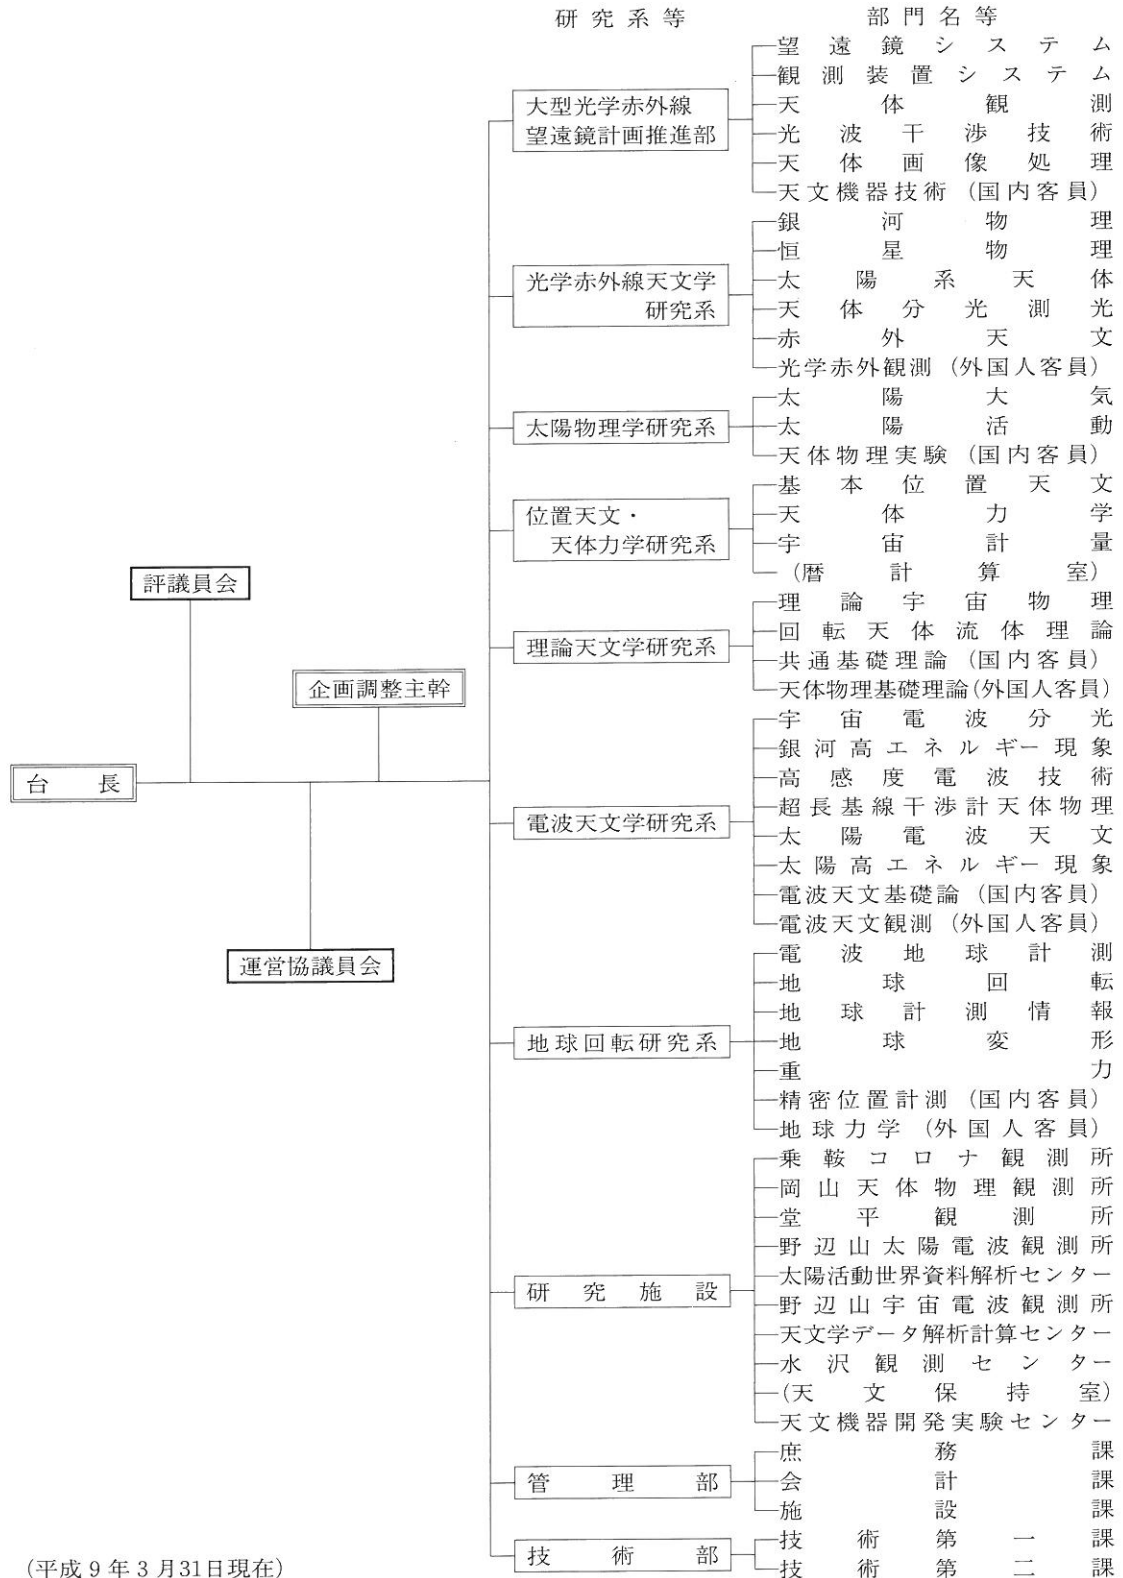 研究系等
部門名等
大型光学赤外線
望遠鏡計画推進部
望遠鏡システム
観測装置システム
天体観測
光波干渉技術
天体画像処理
天文機器技術（国内客員）
光学赤外線天文学
研究系
銀河物理
恒星物理
太陽系天体
天体分光測光
赤外天文
光学赤外観測（外国人客員）
太陽物理学研究系
太陽大気
太陽活動
天体物理実験（国内客員）
位置天文・
天体力学研究系
基本位置天文
天体力学
宇宙計量
（暦計算室）
理論天文学研究系
理論宇宙物理
回転天体流体理論
共通基礎理論（国内客員）
天体物理基礎理論(外国人客員)
評議員会
企画調整主幹
台長
運営協議員会
電波天文学研究系
宇宙電波分光
銀河高エネルギー現象
高感度電波技術
超長基線干渉計天体物理
太陽電波天文
太陽高エネルギー現象
電波天文基礎論（国内客員）
電波天文観測（外国人客員）
地球回転研究系
電波地球計測
地球回転
地球計測情報
地球変形
重力
精密位置計測（国内客員）
地球力学（外国人客員）
研究施設
乗鞍コロナ観測所
岡山天体物理観測所
堂平観測所
野辺山太陽電波観測所
太陽活動世界資料解析センター
野辺山宇宙電波観測所
天文学データ解析計算センター
水沢観測センター
(天文保持室)
天文機器開発実験センター
管理部
庶務課
会計課
施設課
技術部
技術第一課
技術第二課
(平成9年3月31日現在)